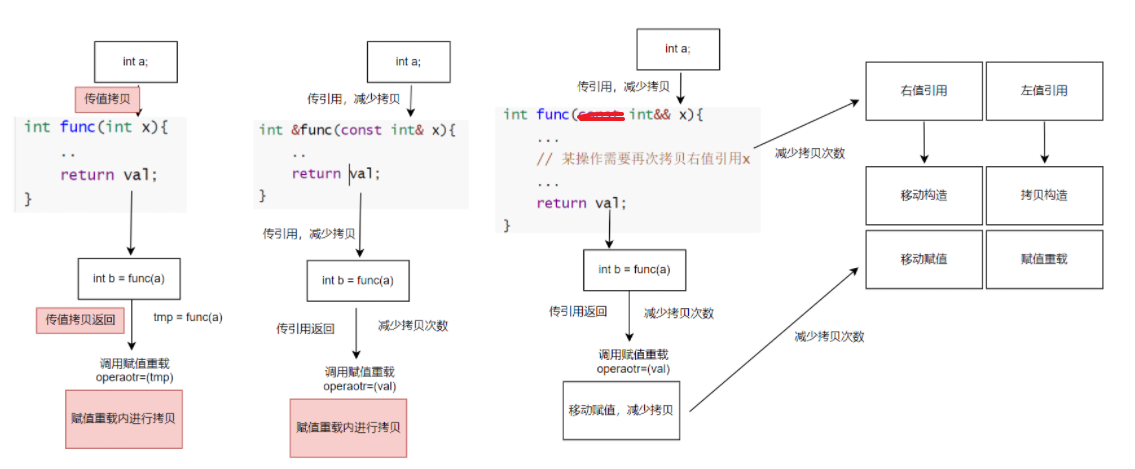 int a;
传值拷贝
int func(int x){
..
return val;
}
int b = func(a)
传值拷贝返回
tmp = func(a)
调用赋值重载
operaotr=(tmp)
赋值重载内进行拷贝
int a;
传引用，减少拷贝
int &func(const int& x){
..
return val;
}
传引用，减少拷贝
int b = func(a)
传引用返回
减少拷贝次数
调用赋值重载
operaotr=(val)
赋值重载内进行拷贝
int a;
传引用，减少拷贝
int func(const int&& x){
...
// 某操作需要再次拷贝右值引用x
...
return val;
}
int b = func(a)
传引用返回
减少拷贝次数
调用赋值重载
operaotr=(val)
移动赋值，减少拷贝
减少拷贝次数
减少拷贝次数
右值引用
左值引用
移动构造
拷贝构造
移动赋值
赋值重载